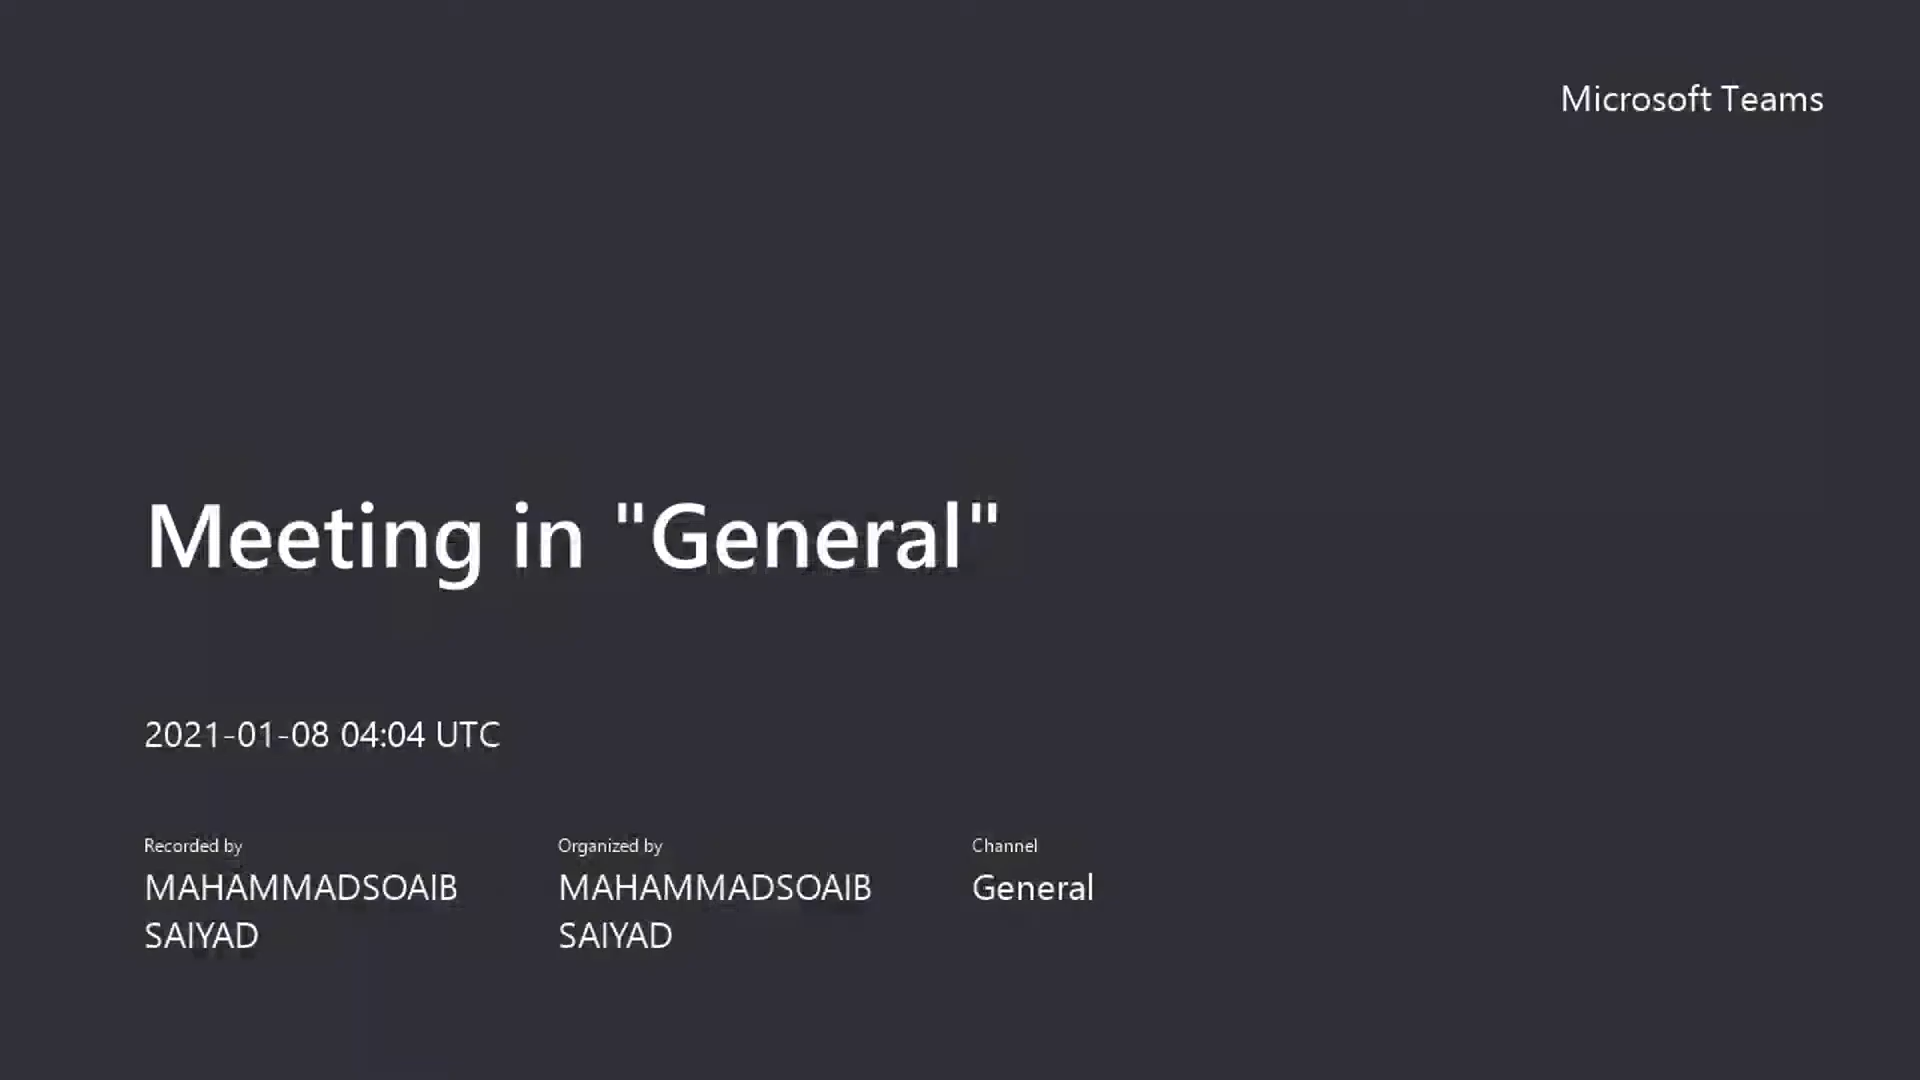 Microsoft Teams
Meeting in "General"
2021-01-08 04:04 UTC
Recorded by
MAHAMMADSOAIB
SAIYAD
Organized by
MAHAMMADSOAIB
SAIYAD
Channel
General